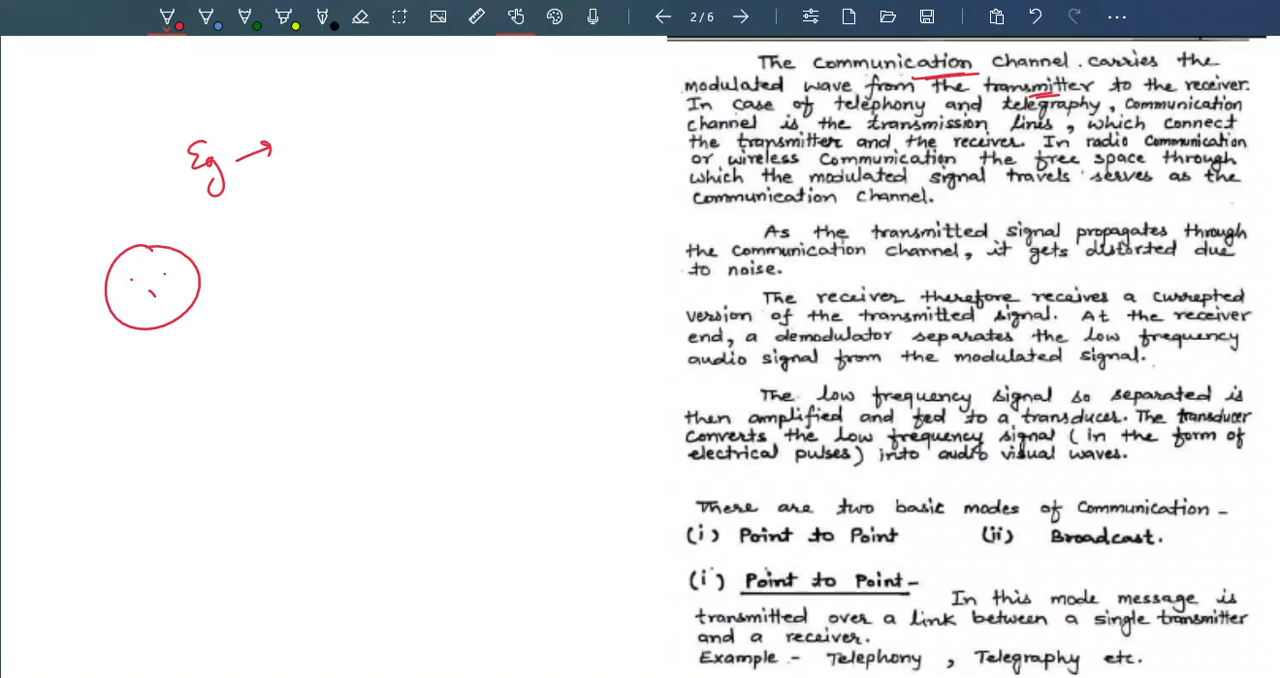 2/6
Eg →
The Communication Channel carries the
modulated wave from the transmitter to the receiver.
In case of telephony and telegraphy, Communication
channel is the transmission lines, which connect
the transmitter and the receiver. In radio Communication
or wireless Communication the free space through
which the modulated signal travels serves as the
Communication Channel.
As the transmitted signal propagates through
the Communication channel, it gets distorted due
to noise.
The receiver therefore receives a currepted
version of the transmitted signal. At the receiver
end, a demodulator separates the low frequency
audio signal from the modulated signal.
The low frequency signal so separated is
then amplified and fed to a transducer. The transducer
converts the low frequency signal (in the form of
electrical pulses) into audio visual waves.
There are two basic modes of Communication -
(i) Point to Point (ii) Broadcast.
(i) Point to Point -
In this mode message is
transmitted over a link between a single transmitter
and a receiver.
Example - Telephony, Telegraphy etc.